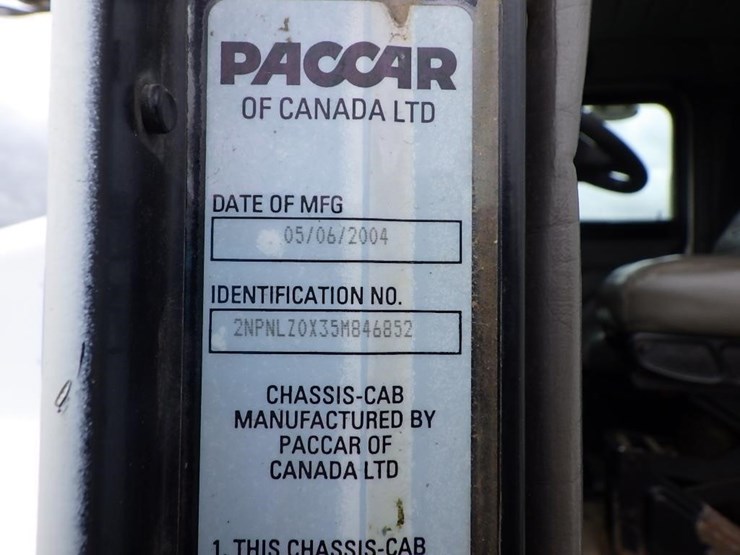 PACCAR
OF CANADA LTD
DATE OF MFG
05/06/2004
IDENTIFICATION NO.
2NPNLZ0X35M846852
CHASSIS-CAB
MANUFACTURED BY
PACCAR OF
CANADA LTD
1. THIS CHASSIS-CAB